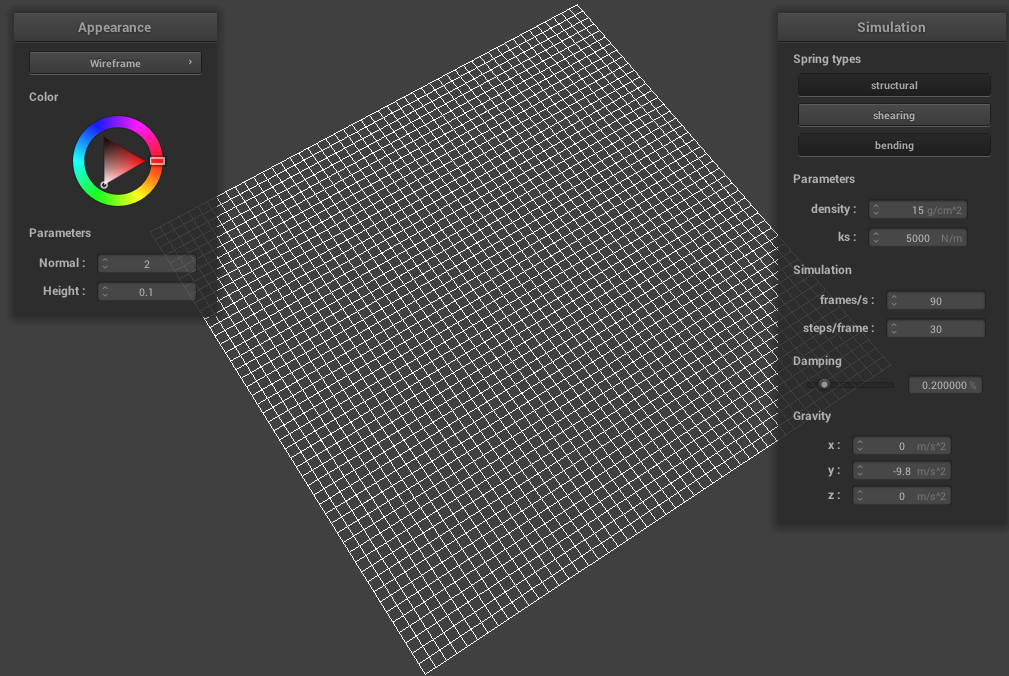 Appearance
Wireframe
Color
Parameters
Normal : 2
Height : 0.1
Simulation
Spring types
structural
shearing
bending
Parameters
density : 15 g/cm^2
ks : 5000 N/m
Simulation
frames/s : 90
steps/frame : 30
Damping
0.200000 %
Gravity
x : 0 m/s^2
y : -9.8 m/s^2
z : 0 m/s^2